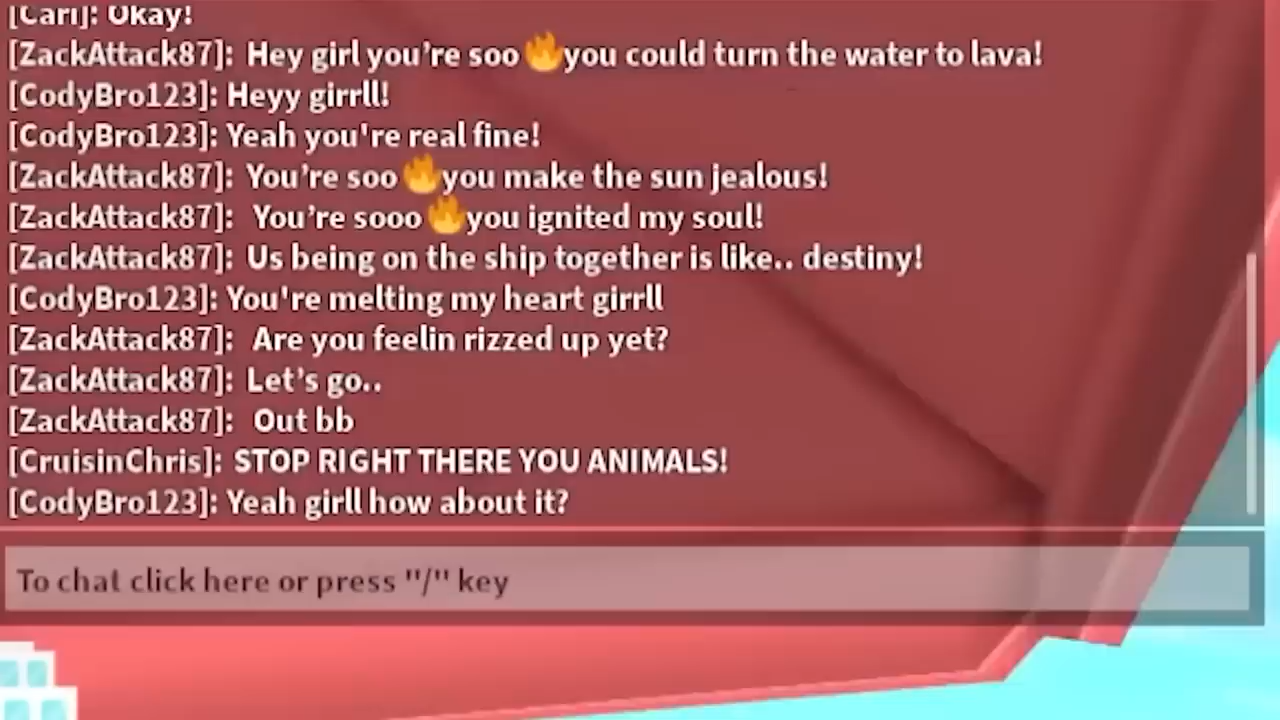 [Carl]: Okay!
[ZackAttack87]: Hey girl you’re soo 🔥you could turn the water to lava!
[CodyBro123]: Heyy girrll!
[CodyBro123]: Yeah you're real fine!
[ZackAttack87]: You’re soo 🔥you make the sun jealous!
[ZackAttack87]: You’re sooo 🔥you ignited my soul!
[ZackAttack87]: Us being on the ship together is like.. destiny!
[CodyBro123]: You're melting my heart girrll
[ZackAttack87]: Are you feelin rizzed up yet?
[ZackAttack87]: Let’s go..
[ZackAttack87]: Out bb
[CruisinChris]: STOP RIGHT THERE YOU ANIMALS!
[CodyBro123]: Yeah girll how about it?
To chat click here or press "/" key